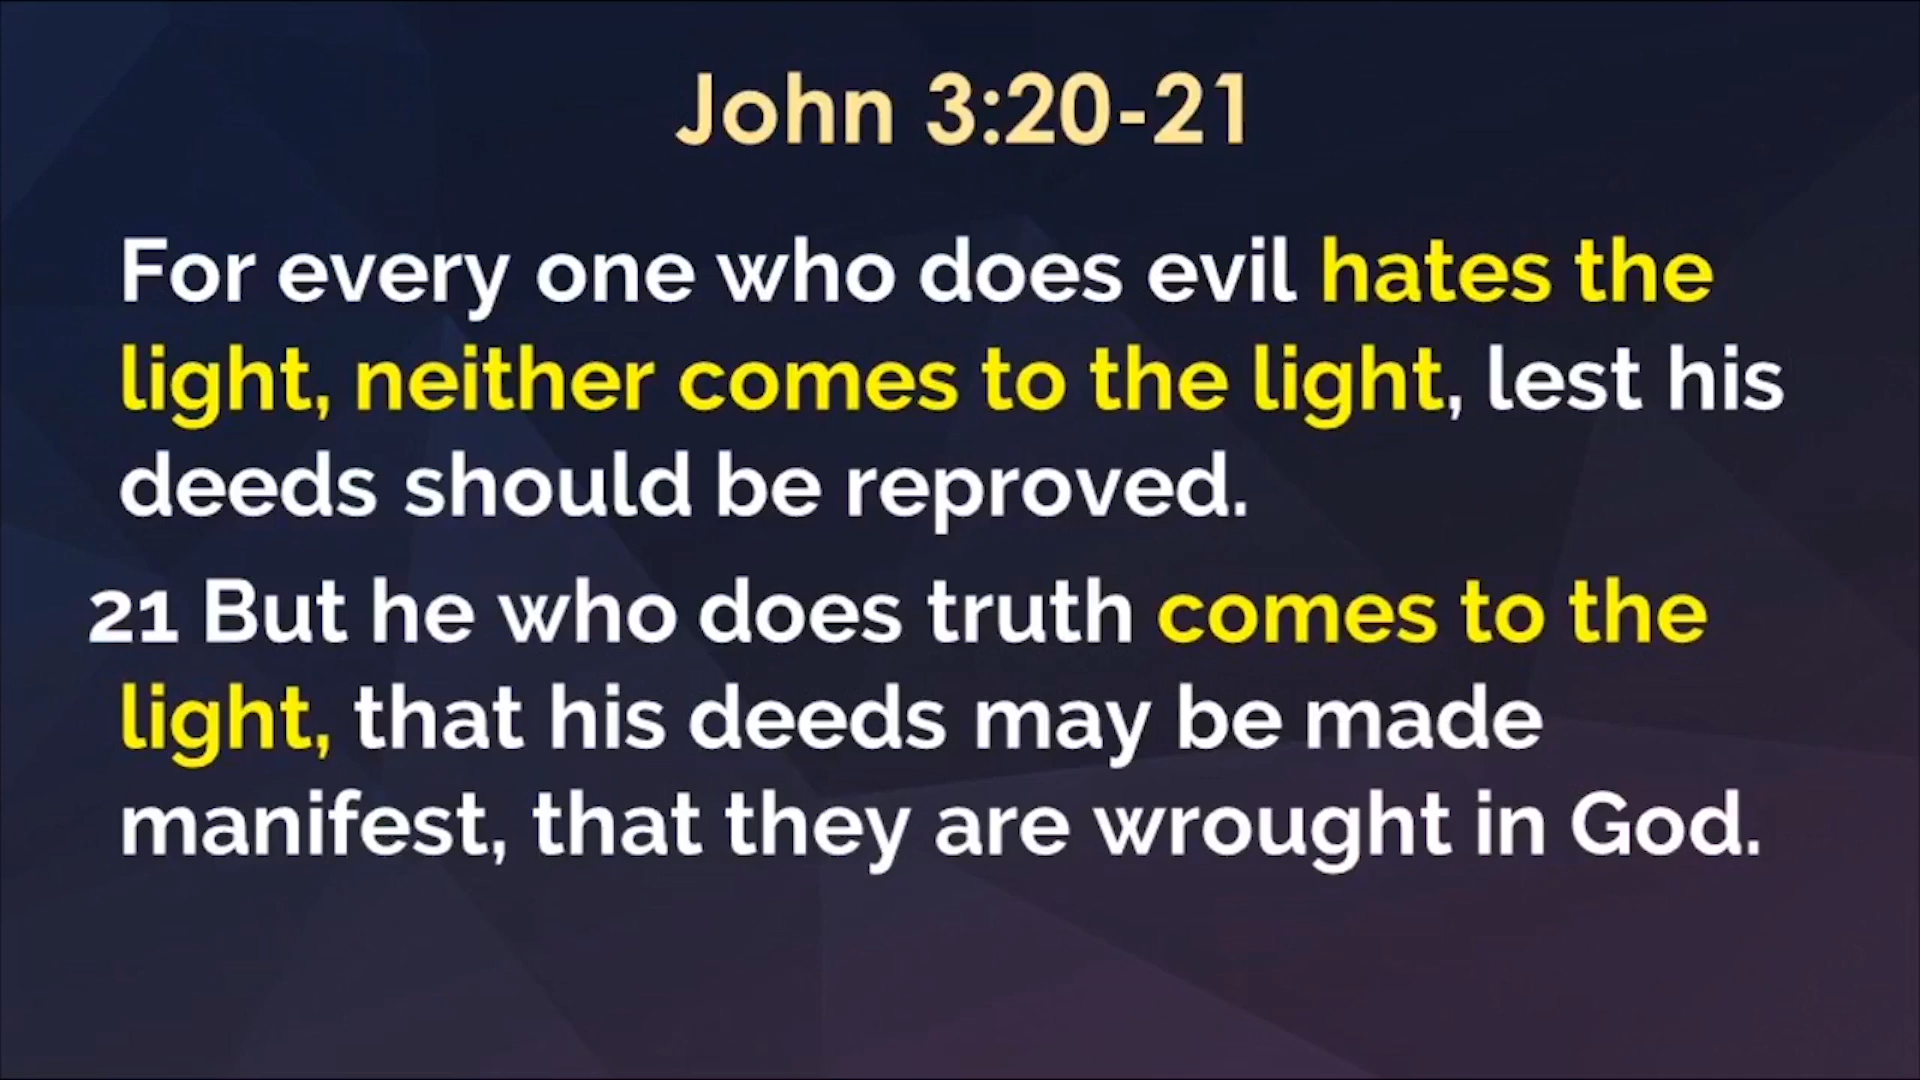 John 3:20-21
For every one who does evil hates the
light, neither comes to the light, lest his
deeds should be reproved.
21 But he who does truth comes to the
light, that his deeds may be made
manifest, that they are wrought in God.